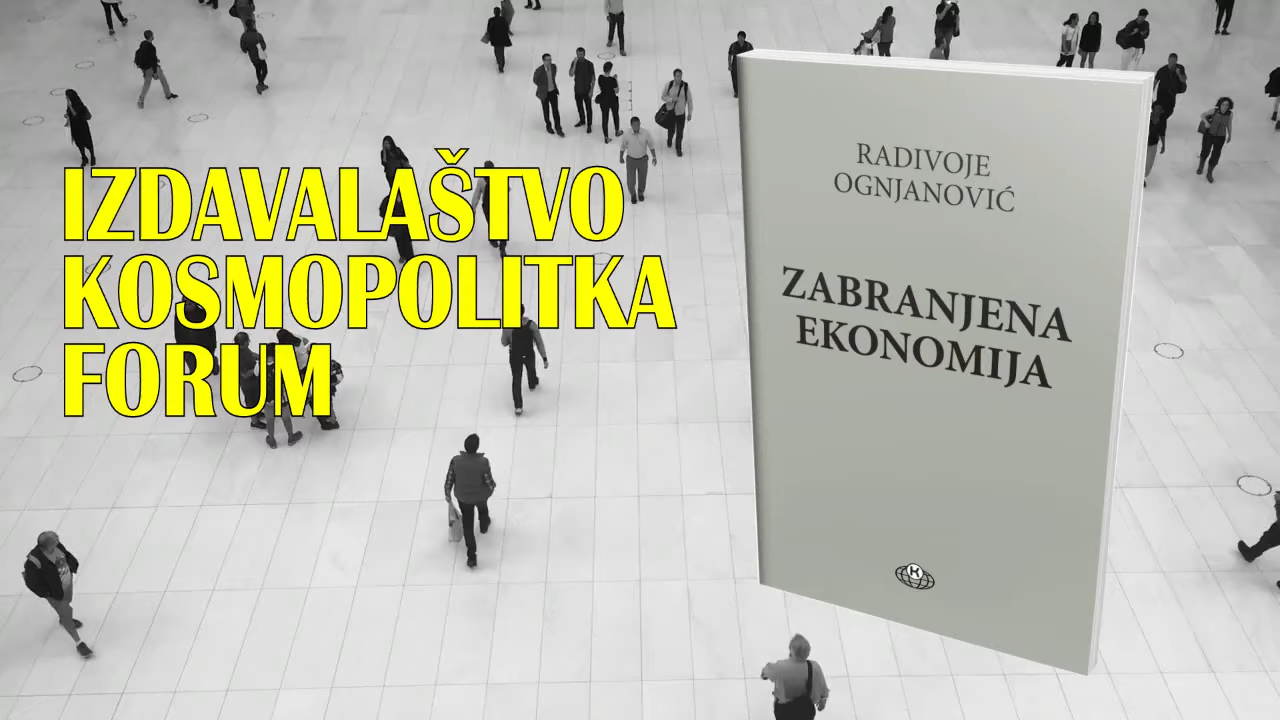 IZDAVALAŠTVO
KOSMOPOLITKA
FORUM
RADIVOJE
OGNJANOVIĆ
ZABRANJENA
EKONOMIJA
K